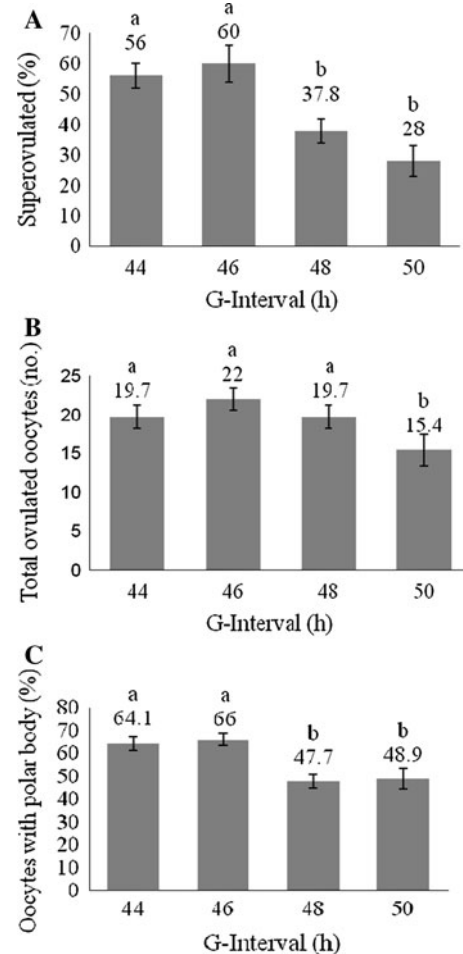 A
Superovulated (%)
70
60
50
40
30
20
10
0
a
56
a
60
b
37.8
b
28
44 46 48 50
G-Interval (h)
B
Total ovulated oocytes (no.)
25
20
15
10
5
0
a
19.7
a
22
a
19.7
b
15.4
44 46 48 50
G-Interval (h)
C
Oocytes with polar body (%)
80
70
60
50
40
30
20
10
0
a
64.1
a
66
b
47.7
b
48.9
44 46 48 50
G-Interval (h)